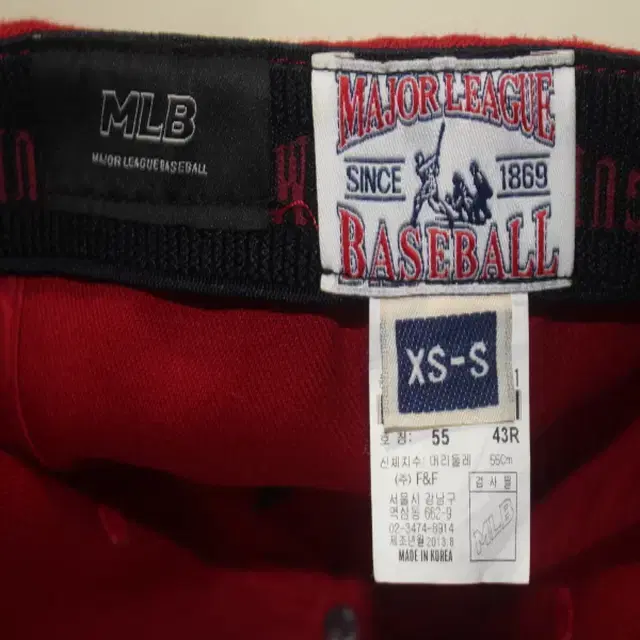 MLB
MAJOR LEAGUE BASEBALL
MAJOR LEAGUE
SINCE 1869
BASEBALL
XS-S
호칭: 55 43R
신체치수: 머리둘레 55Cm
(주) F&F
서울시 강남구
역삼동 662-9
02-3474-8914
제조년월 2013.8
MADE IN KOREA
검사필
MLB